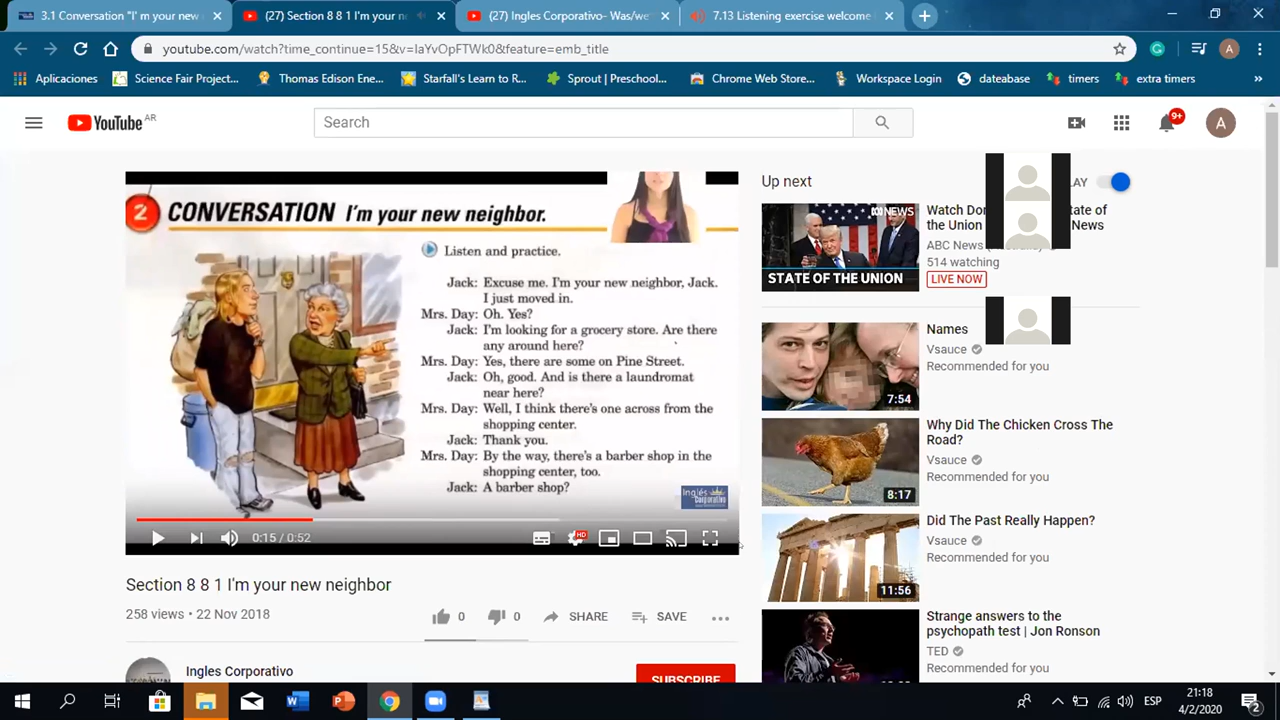 3.1 Conversation "I' m your new
(27) Section 8 8 1 I'm your n
(27) Ingles Corporativo- Was/we
7.13 Listening exercise welcome
youtube.com/watch?time_continue=15&v=IaYvOpFTWk0&feature=emb_title
A
Aplicaciones
Science Fair Project...
Thomas Edison Ene...
Starfall's Learn to R...
Sprout | Preschool...
Chrome Web Store...
Workspace Login
dateabase
timers
extra timers
»
YouTube AR
Search
9+
A
2 CONVERSATION I'm your new neighbor.
Listen and practice.
Jack: Excuse me. I'm your new neighbor, Jack.
I just moved in.
Mrs. Day: Oh. Yes?
Jack: I'm looking for a grocery store. Are there
any around here?
Mrs. Day: Yes, there are some on Pine Street.
Jack: Oh, good. And is there a laundromat
near here?
Mrs. Day: Well, I think there's one across from the
shopping center.
Jack: Thank you.
Mrs. Day: By the way, there's a barber shop in the
shopping center, too.
Jack: A barber shop?
Inglés
Corporativo
0:15 / 0:52
HD
Section 8 8 1 I'm your new neighbor
258 views • 22 Nov 2018
0
0
SHARE
SAVE
Ingles Corporativo
SUBSCRIBE
Up next
LAY
NEWS
STATE OF THE UNION
Watch Don tate of
the Union News
ABC News
514 watching
LIVE NOW
7:54
Names
Vsauce
Recommended for you
8:17
Why Did The Chicken Cross The
Road?
Vsauce
Recommended for you
11:56
Did The Past Really Happen?
Vsauce
Recommended for you
Strange answers to the
psychopath test | Jon Ronson
TED
Recommended for you
ESP
21:18
4/2/2020
2